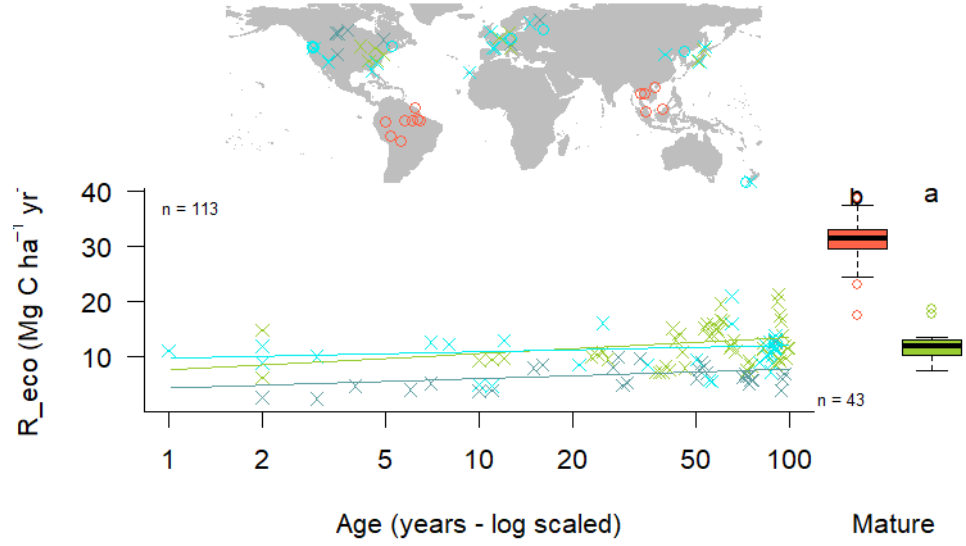 40
30
20
10
R_eco (Mg C ha⁻¹ yr
n = 113
b
a
n = 43
1 2 5 10 20 50 100
Age (years - log scaled)
Mature